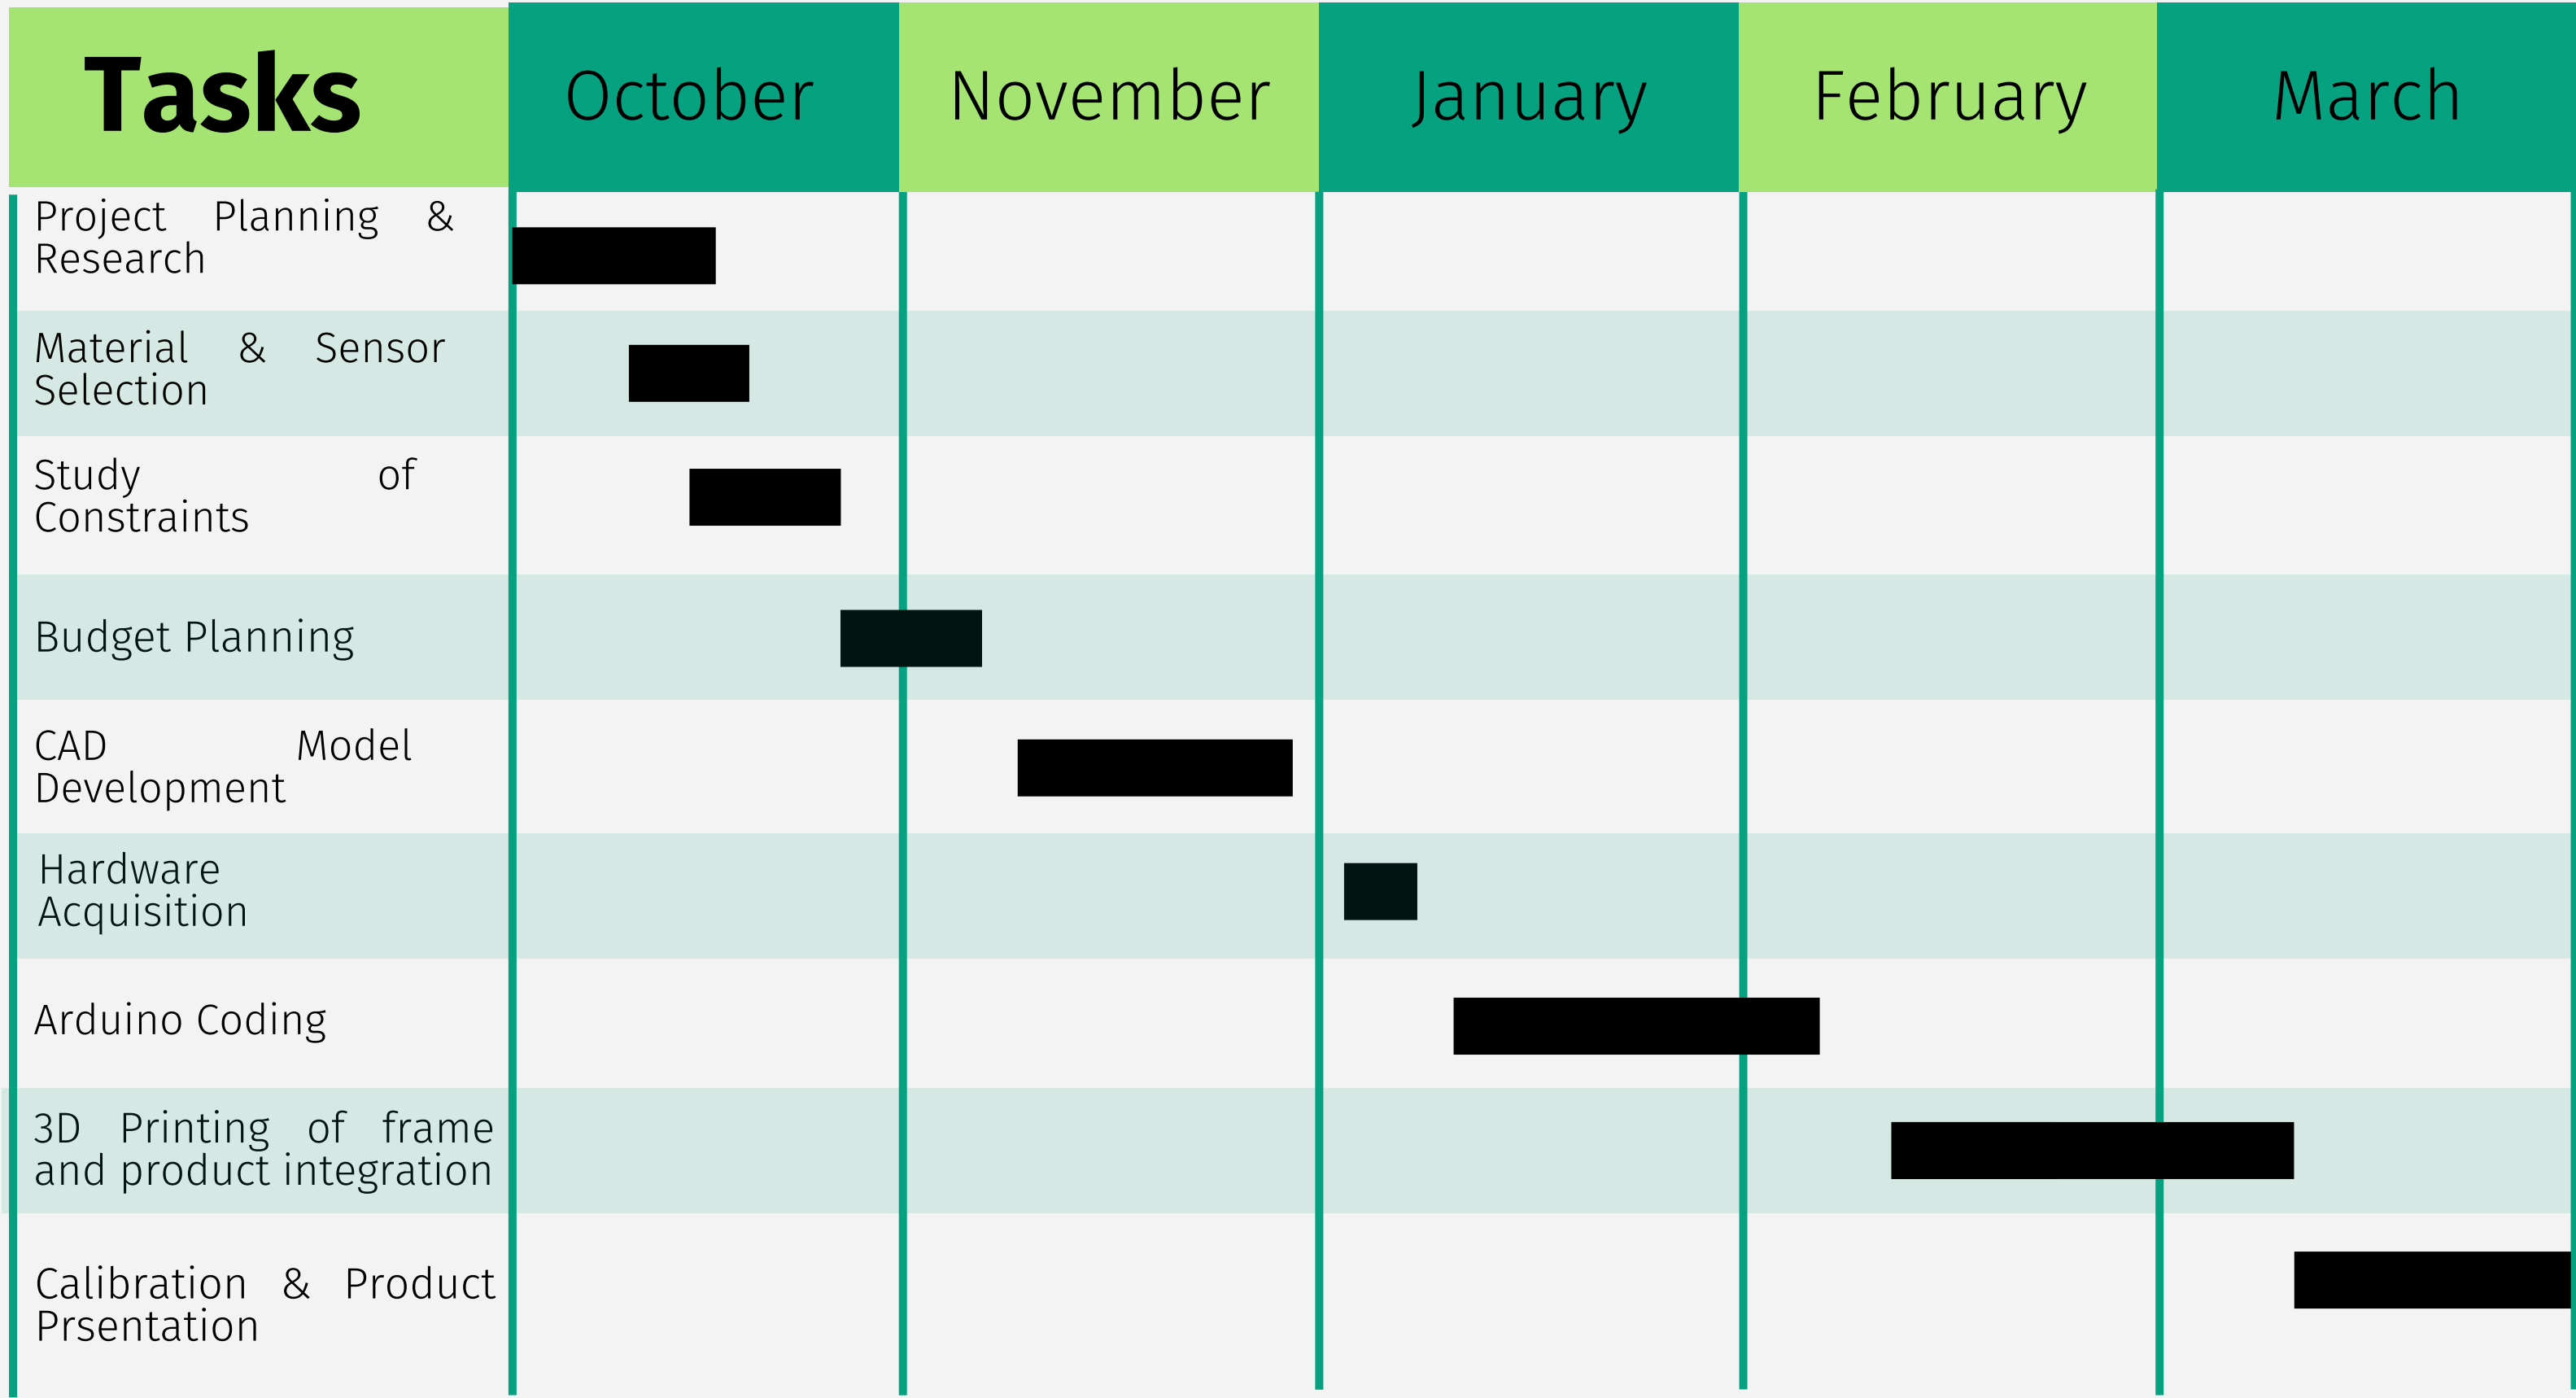 Tasks
October
November
January
February
March
Project Planning &
Research
Material & Sensor
Selection
Study of
Constraints
Budget Planning
CAD Model
Development
Hardware
Acquisition
Arduino Coding
3D Printing of frame
and product integration
Calibration & Product
Prsentation